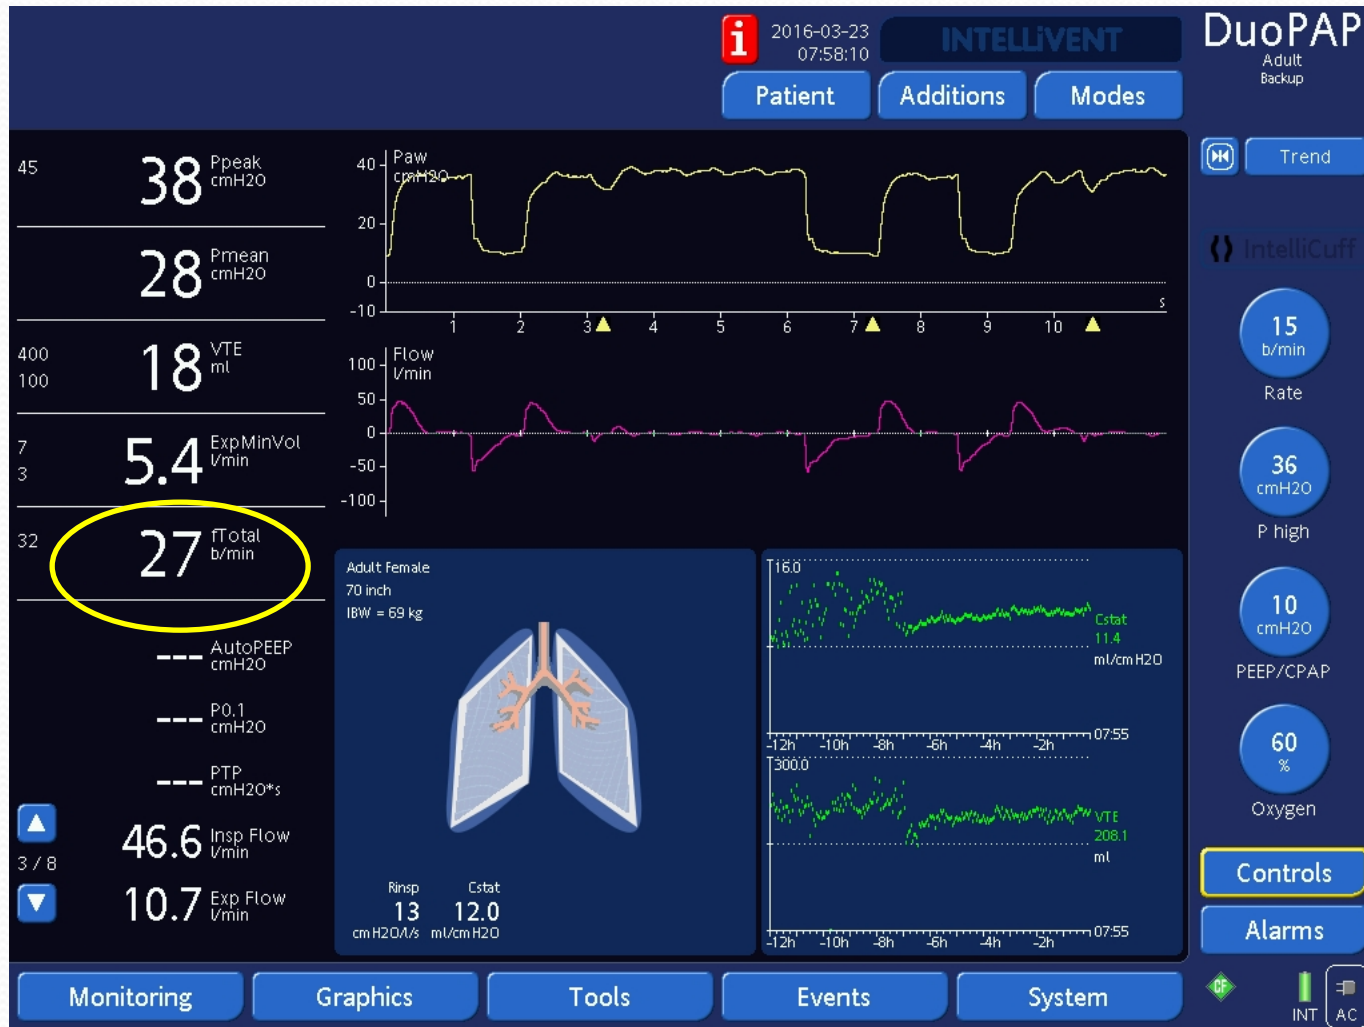 i
2016-03-23
07:58:10
INTELLiVENT
DuoPAP
Adult
Backup
Patient
Additions
Modes
45
38
Ppeak
cmH2O
28
Pmean
cmH2O
400
100
18
VTE
ml
7
3
5.4
ExpMinVol
l/min
32
27
fTotal
b/min
---
AutoPEEP
cmH2O
---
P0.1
cmH2O
---
PTP
cmH2O*s
3 / 8
46.6
Insp Flow
l/min
10.7
Exp Flow
l/min
Paw
cmH2O
40
20
0
-10
1 2 3 4 5 6 7 8 9 10
s
Flow
l/min
100
50
0
-50
-100
Adult Female
70 inch
IBW = 69 kg
Rinsp
13
cmH2O/l/s
Cstat
12.0
ml/cmH2O
16.0
Cstat
11.4
ml/cmH2O
-12h -10h -8h -6h -4h -2h 07:55
300.0
VTE
208.1
ml
-12h -10h -8h -6h -4h -2h 07:55
Trend
IntelliCuff
15
b/min
Rate
36
cmH2O
P high
10
cmH2O
PEEP/CPAP
60
%
Oxygen
Controls
Alarms
Monitoring
Graphics
Tools
Events
System
CF
INT
AC